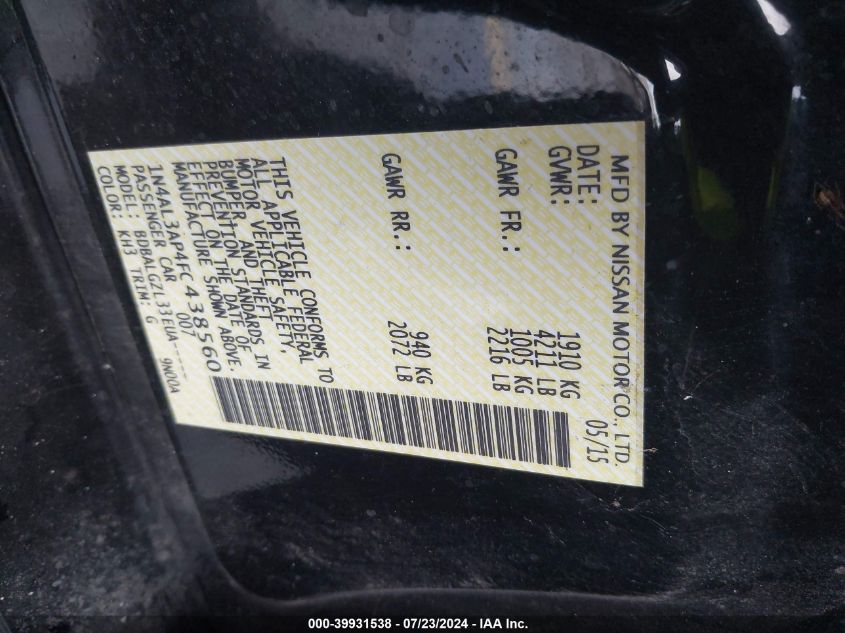 MFD BY NISSAN MOTOR CO., LTD.
DATE: 05/15
GVWR: 1910 KG
4211 LB
GAWR FR.: 1005 KG
2216 LB
GAWR RR.: 940 KG
2072 LB
THIS VEHICLE CONFORMS TO
ALL APPLICABLE FEDERAL
MOTOR VEHICLE SAFETY,
BUMPER, AND THEFT
PREVENTION STANDARDS IN
EFFECT ON THE DATE OF
MANUFACTURE SHOWN ABOVE.
1N4AL3AP4FC438560
PASSENGER CAR 007
MODEL: BDBALGZL33EUA-----
COLOR: KH3 TRIM: G 9N00A
000-39931538 - 07/23/2024 - IAA Inc.